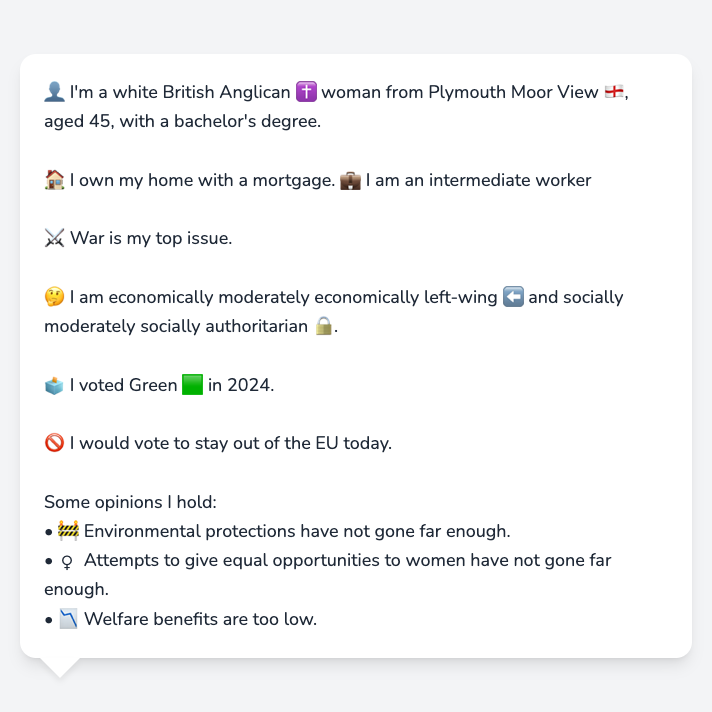 👤 I'm a white British Anglican ✝️ woman from Plymouth Moor View 🏴󠁧󠁢󠁥󠁮󠁧󠁿,
aged 45, with a bachelor's degree.
🏠 I own my home with a mortgage. 💼 I am an intermediate worker
⚔️ War is my top issue.
🤔 I am economically moderately economically left-wing ⬅️ and socially
moderately socially authoritarian 🔒.
🗳️ I voted Green 🟩 in 2024.
🚫 I would vote to stay out of the EU today.
Some opinions I hold:
• 🚧 Environmental protections have not gone far enough.
• ♀ Attempts to give equal opportunities to women have not gone far
enough.
• 📉 Welfare benefits are too low.